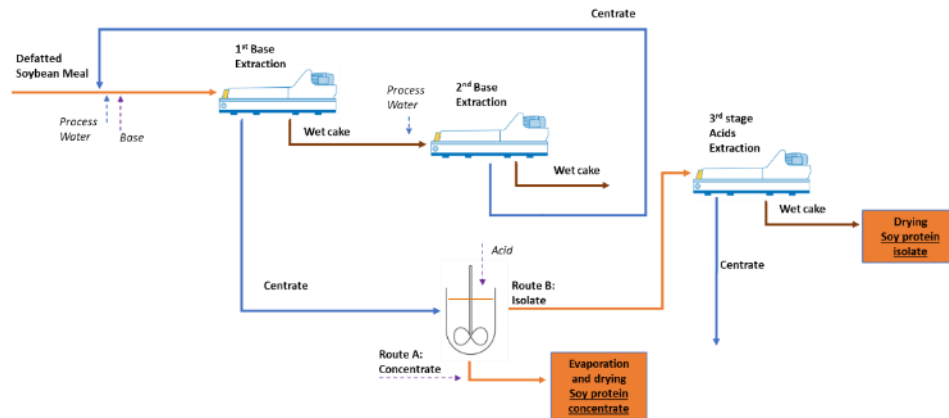 Centrate
Defatted
Soybean Meal
1st Base
Extraction
Process
Water
Base
Wet cake
Process
Water
2nd Base
Extraction
Wet cake
3rd stage
Acids
Extraction
Wet cake
Drying
Soy protein
isolate
Centrate
Acid
Centrate
Route B:
Isolate
Route A:
Concentrate
Evaporation
and drying
Soy protein
concentrate